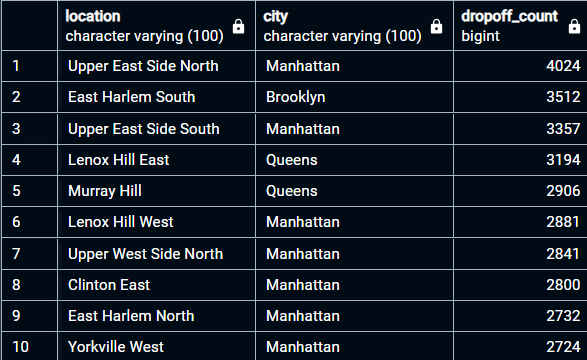 location city dropoff_count
character varying (100) character varying (100) bigint
1 Upper East Side North Manhattan 4024
2 East Harlem South Brooklyn 3512
3 Upper East Side South Manhattan 3357
4 Lenox Hill East Queens 3194
5 Murray Hill Queens 2906
6 Lenox Hill West Manhattan 2881
7 Upper West Side North Manhattan 2841
8 Clinton East Manhattan 2800
9 East Harlem North Manhattan 2732
10 Yorkville West Manhattan 2724